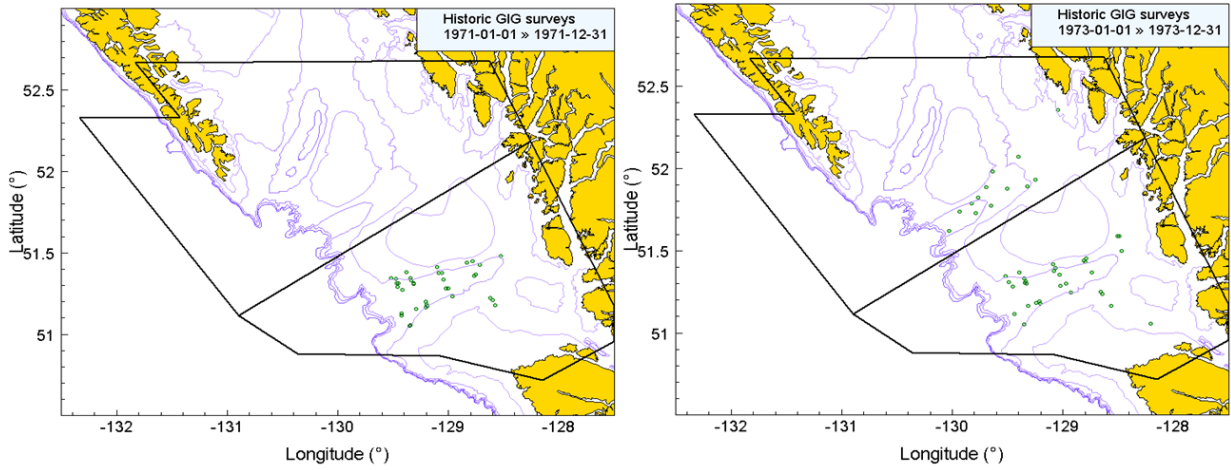 Historic GIG surveys
1971-01-01 » 1971-12-31
52.5
52
51.5
51
Latitude (°)
-132
-131
-130
-129
-128
Longitude (°)
Historic GIG surveys
1973-01-01 » 1973-12-31
52.5
52
51.5
51
Latitude (°)
-132
-131
-130
-129
-128
Longitude (°)